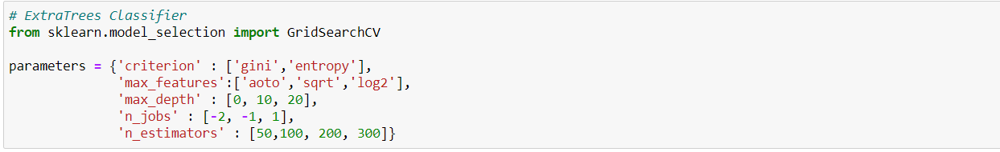 # ExtraTrees Classifier
from sklearn.model_selection import GridSearchCV
parameters = {'criterion' : ['gini','entropy'],
'max_features':['aoto','sqrt','log2'],
'max_depth' : [0, 10, 20],
'n_jobs' : [-2, -1, 1],
'n_estimators' : [50,100, 200, 300]}